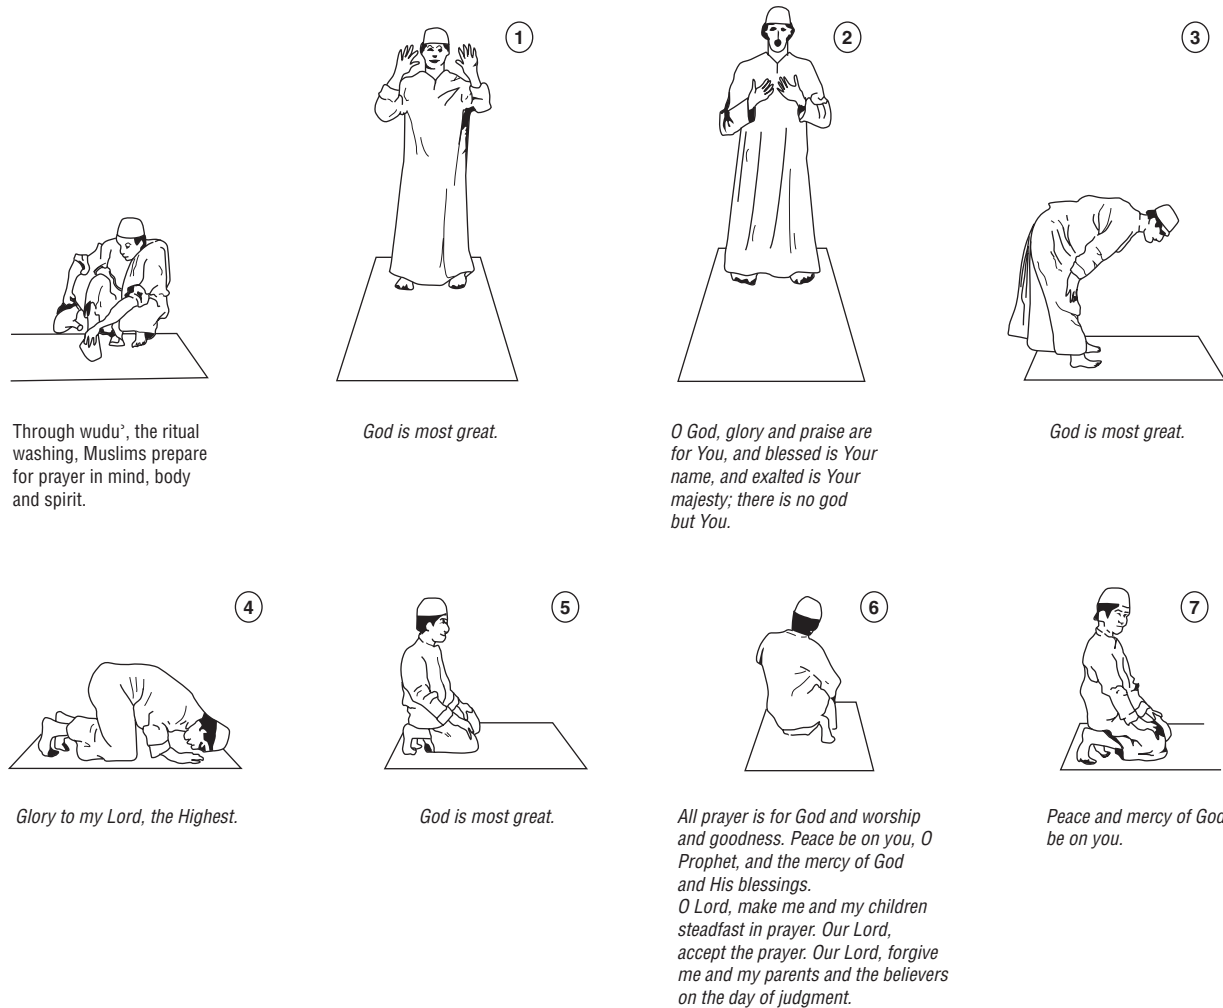 1
2
3
Through wuduʾ, the ritual
washing, Muslims prepare
for prayer in mind, body
and spirit.
God is most great.
O God, glory and praise are
for You, and blessed is Your
name, and exalted is Your
majesty; there is no god
but You.
God is most great.
4
5
6
7
Glory to my Lord, the Highest.
God is most great.
All prayer is for God and worship
and goodness. Peace be on you, O
Prophet, and the mercy of God
and His blessings.
O Lord, make me and my children
steadfast in prayer. Our Lord,
accept the prayer. Our Lord, forgive
me and my parents and the believers
on the day of judgment.
Peace and mercy of God
be on you.